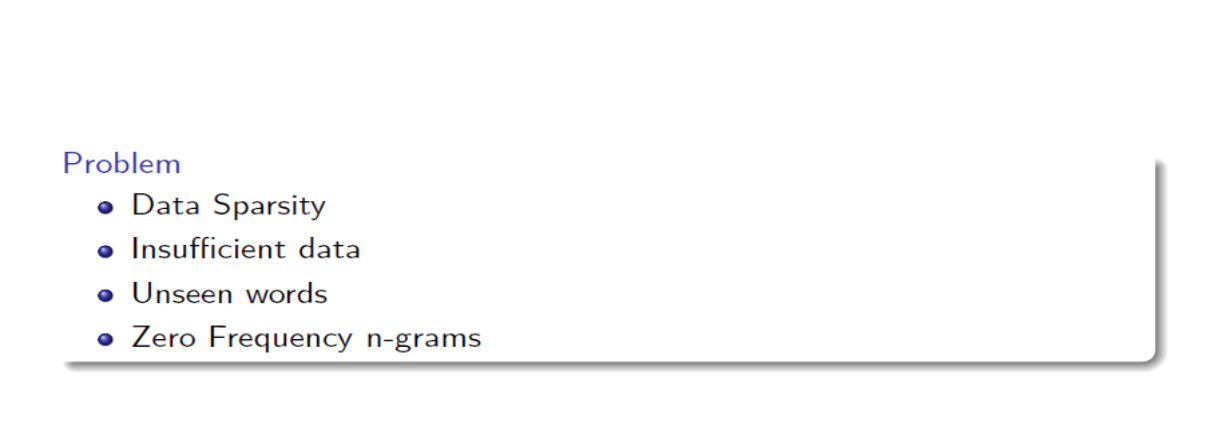 Problem
Data Sparsity
Insufficient data
Unseen words
Zero Frequency n-grams